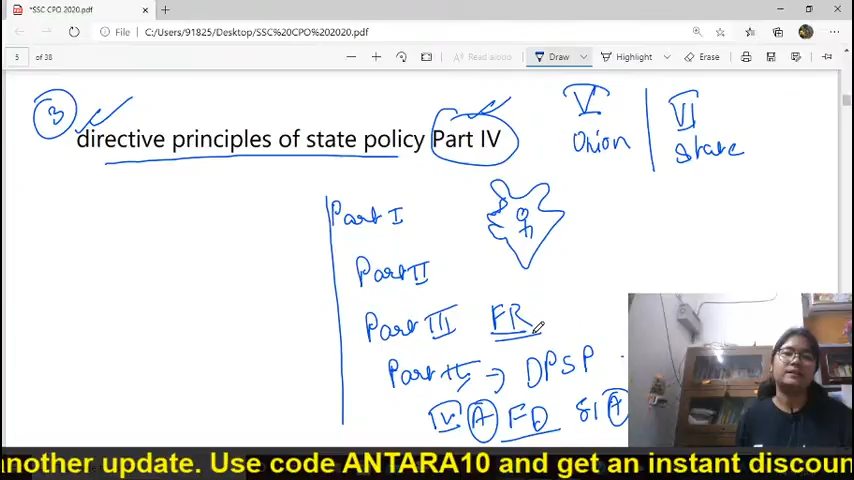 *SSC CPO 2020.pdf
File
C:/Users/91825/Desktop/SSC%20CPO%202020.pdf
5 of 38
Read aloud
Draw
Highlight
Erase
3
directive principles of state policy Part IV
V
Union
VI
State
Part I
Part II
Part III FR
Part IV → DPSP
IV A FD 51 A
another update. Use code ANTARA10 and get an instant discoun